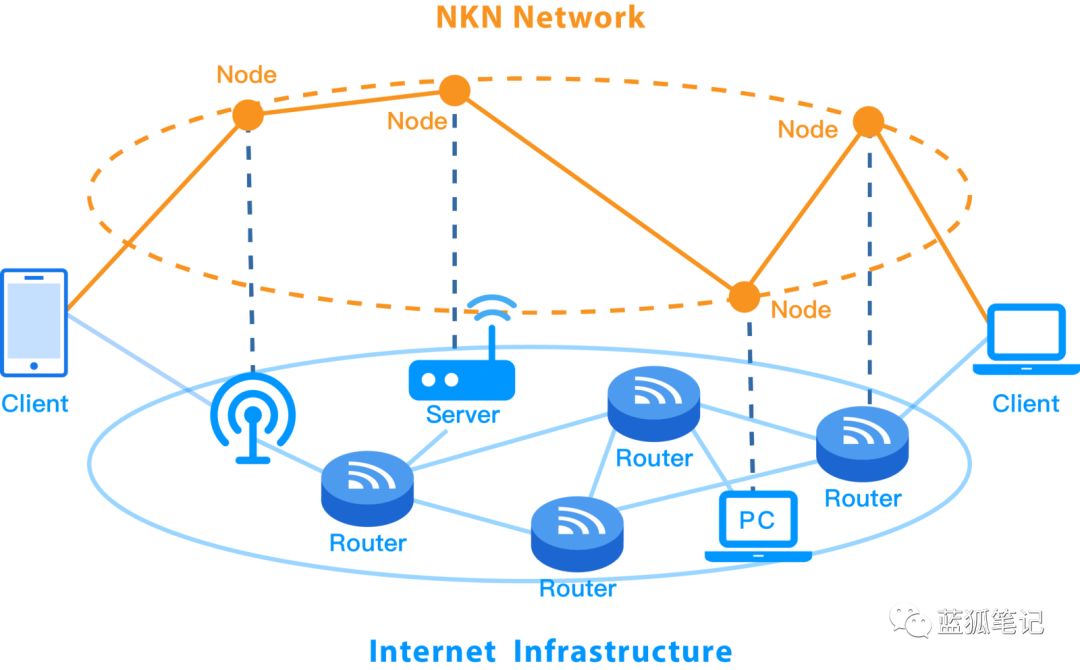 NKN Network
Node
Node
Node
Node
Client
Client
Server
Router
Router
Router
PC
Router
Internet Infrastructure
蓝狐笔记